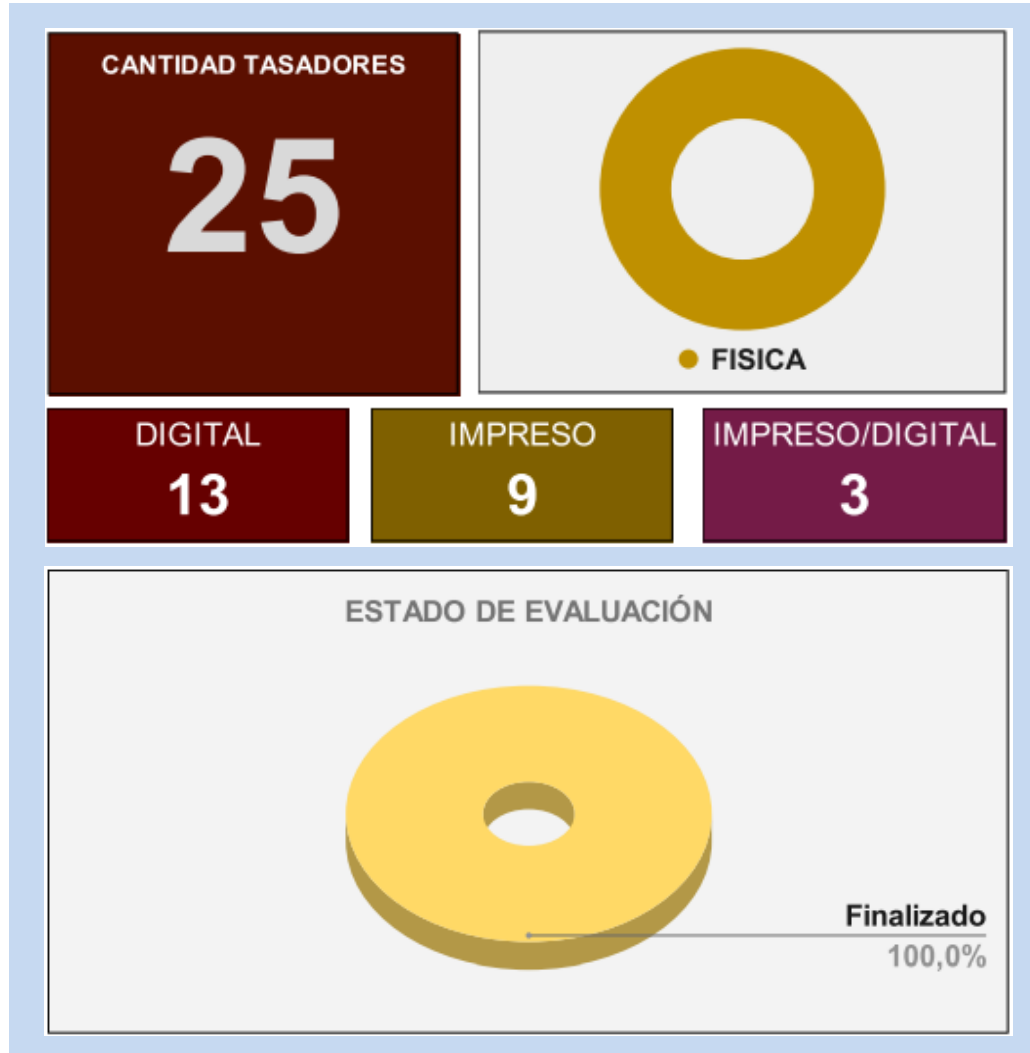 CANTIDAD TASADORES
25
FISICA
DIGITAL
13
IMPRESO
9
IMPRESO/DIGITAL
3
ESTADO DE EVALUACIÓN
Finalizado
100,0%